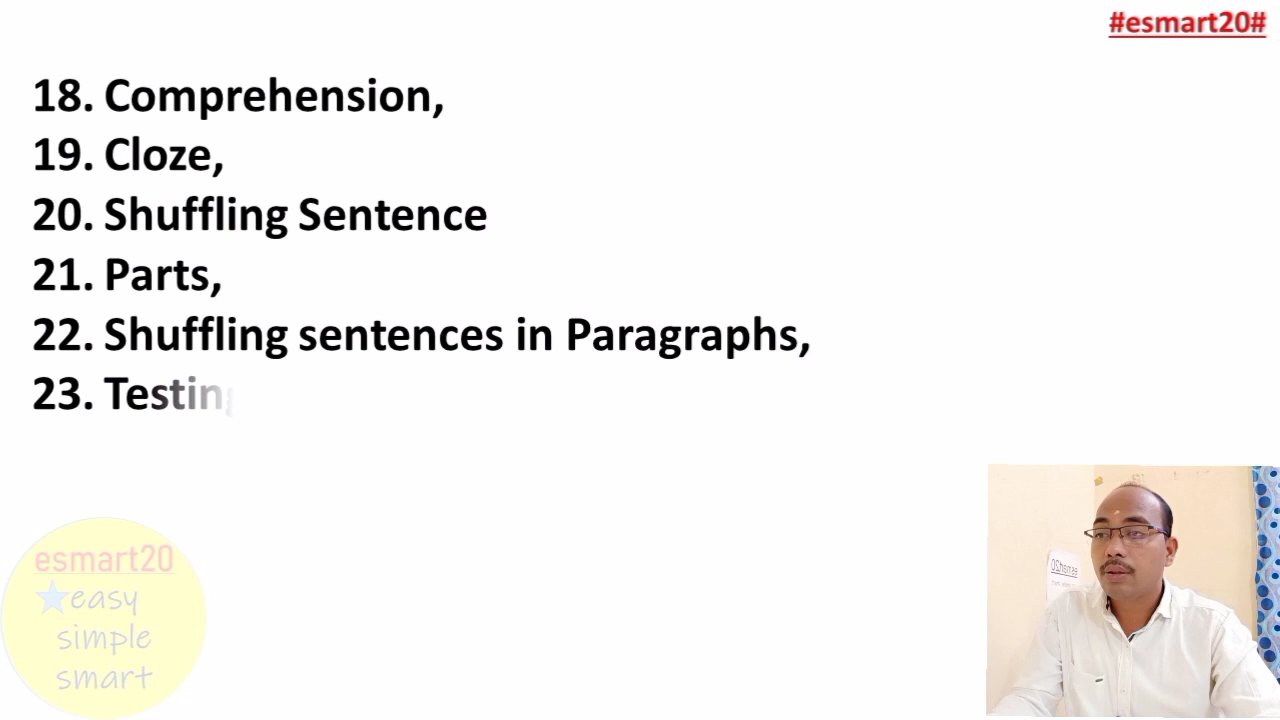 #esmart20#
18. Comprehension,
19. Cloze,
20. Shuffling Sentence
21. Parts,
22. Shuffling sentences in Paragraphs,
23. Testing
esmart20
easy
simple
smart